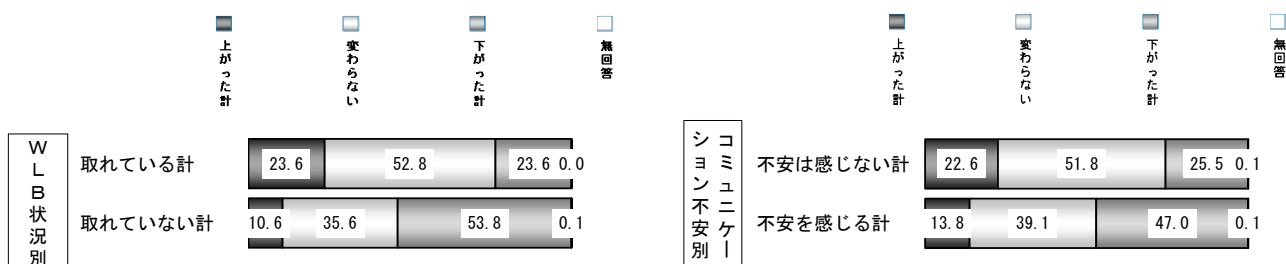 上がった計
変わらない
下がった計
無回答
WLB状況別
取れている計
23.6
52.8
23.6
0.0
取れていない計
10.6
35.6
53.8
0.1
上がった計
変わらない
下がった計
無回答
コミュニケー
ション不安別
不安は感じない計
22.6
51.8
25.5
0.1
不安を感じる計
13.8
39.1
47.0
0.1